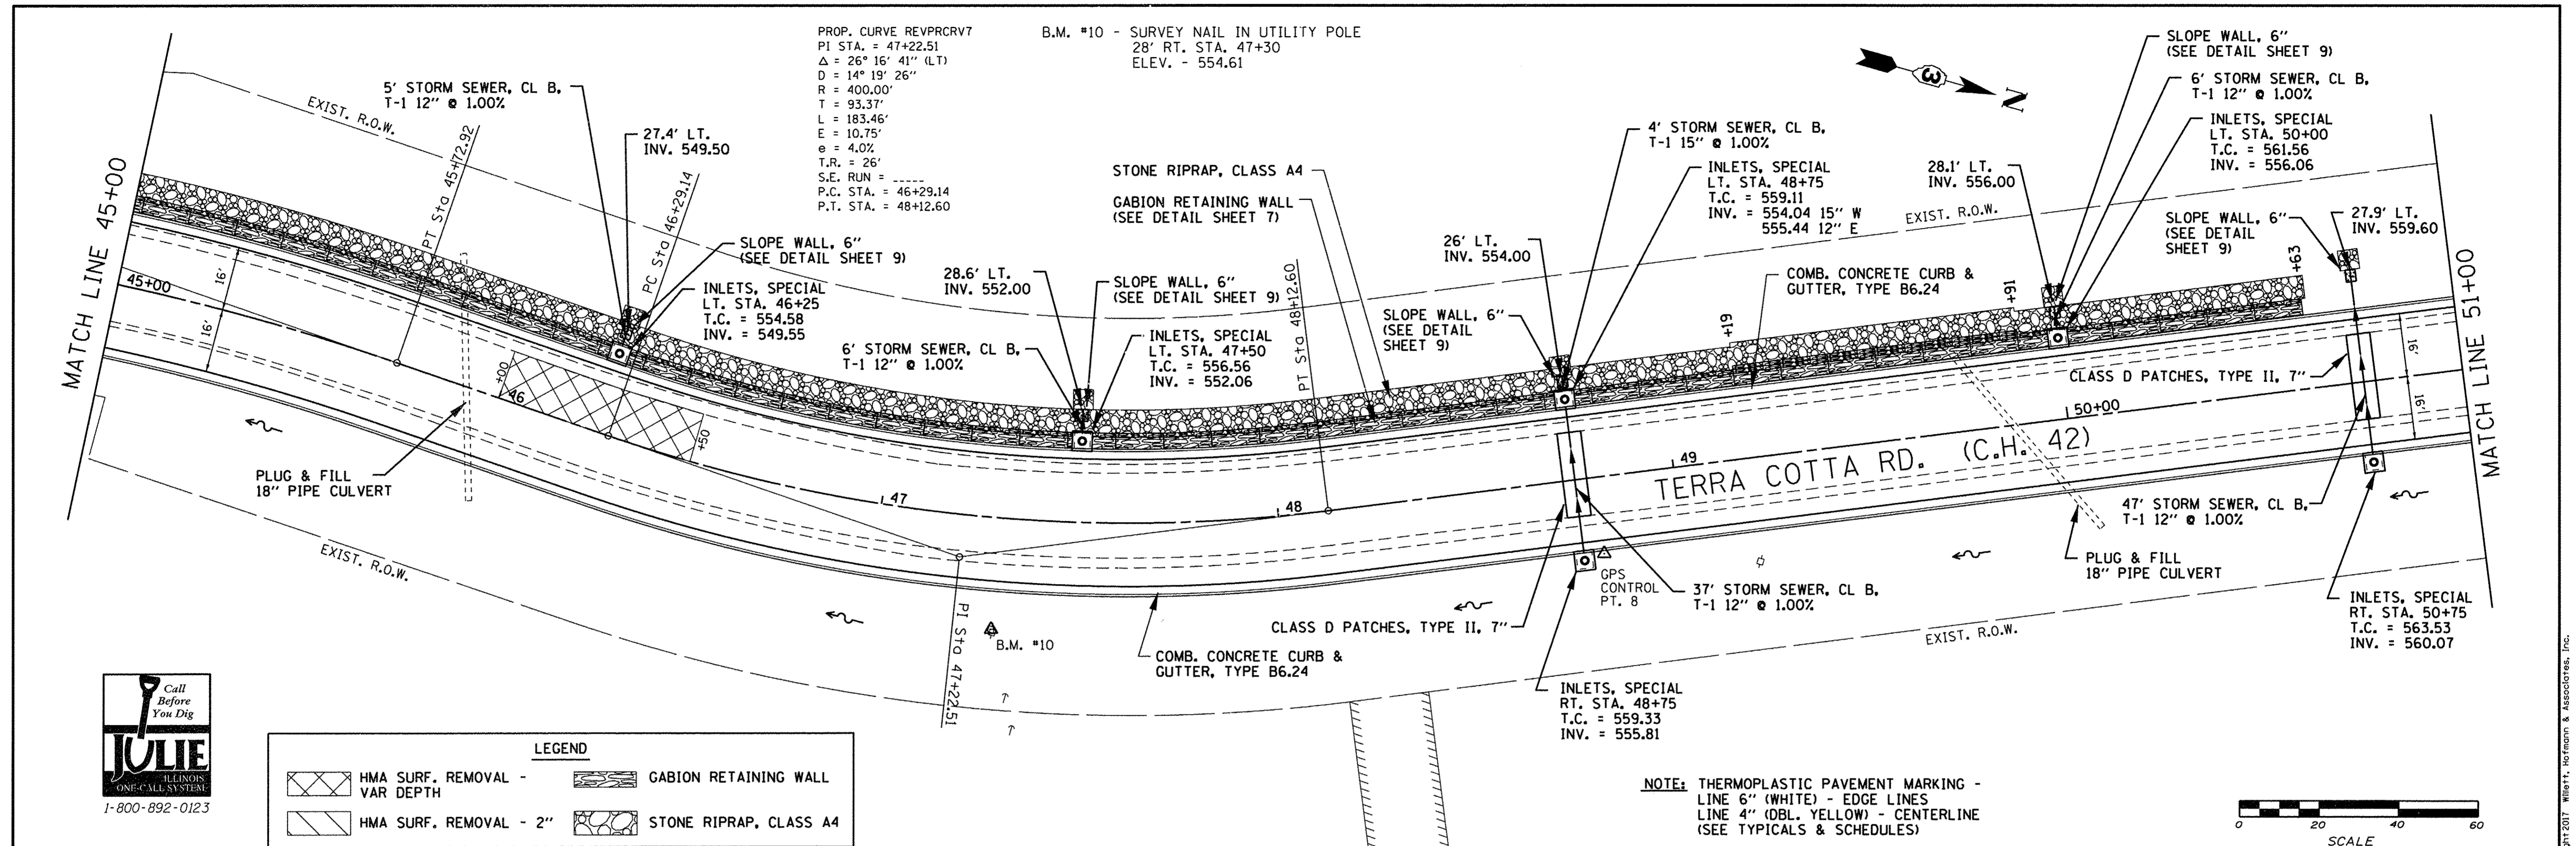 PROP. CURVE REVPRCRV7
PI STA. = 47+22.51
Δ = 26° 16' 41" (LT)
D = 14° 19' 26"
R = 400.00'
T = 93.37'
L = 183.46'
E = 10.75'
e = 4.0%
T.R. = 26'
S.E. RUN = _____
P.C. STA. = 46+29.14
P.T. STA. = 48+12.60
B.M. #10 - SURVEY NAIL IN UTILITY POLE
28' RT. STA. 47+30
ELEV. - 554.61
3
N
MATCH LINE 45+00
EXIST. R.O.W.
5' STORM SEWER, CL B,
T-1 12" @ 1.00%
PT Sta 45+72.92
27.4' LT.
INV. 549.50
PC Sta 46+29.14
SLOPE WALL, 6"
(SEE DETAIL SHEET 9)
INLETS, SPECIAL
LT. STA. 46+25
T.C. = 554.58
INV. = 549.55
28.6' LT.
INV. 552.00
6' STORM SEWER, CL B,
T-1 12" @ 1.00%
SLOPE WALL, 6"
(SEE DETAIL SHEET 9)
INLETS, SPECIAL
LT. STA. 47+50
T.C. = 556.56
INV. = 552.06
STONE RIPRAP, CLASS A4
GABION RETAINING WALL
(SEE DETAIL SHEET 7)
PT Sta 48+12.60
26' LT.
INV. 554.00
SLOPE WALL, 6"
(SEE DETAIL
SHEET 9)
4' STORM SEWER, CL B,
T-1 15" @ 1.00%
INLETS, SPECIAL
LT. STA. 48+75
T.C. = 559.11
INV. = 554.04 15" W
555.44 12" E
COMB. CONCRETE CURB &
GUTTER, TYPE B6.24
28.1' LT.
INV. 556.00
EXIST. R.O.W.
SLOPE WALL, 6"
(SEE DETAIL SHEET 9)
6' STORM SEWER, CL B,
T-1 12" @ 1.00%
INLETS, SPECIAL
LT. STA. 50+00
T.C. = 561.56
INV. = 556.06
SLOPE WALL, 6"
(SEE DETAIL
SHEET 9)
27.9' LT.
INV. 559.60
+19
+91
+63
MATCH LINE 51+00
45+00
16'
16'
+00
46
+50
47
48
49
50+00
16'
16'
TERRA COTTA RD. (C.H. 42)
CLASS D PATCHES, TYPE II, 7"
PLUG & FILL
18" PIPE CULVERT
EXIST. R.O.W.
PI Sta 47+22.51
B.M. #10
COMB. CONCRETE CURB &
GUTTER, TYPE B6.24
CLASS D PATCHES, TYPE II, 7"
GPS
CONTROL
PT. 8
37' STORM SEWER, CL B,
T-1 12" @ 1.00%
INLETS, SPECIAL
RT. STA. 48+75
T.C. = 559.33
INV. = 555.81
EXIST. R.O.W.
47' STORM SEWER, CL B,
T-1 12" @ 1.00%
PLUG & FILL
18" PIPE CULVERT
INLETS, SPECIAL
RT. STA. 50+75
T.C. = 563.53
INV. = 560.07
Call
Before
You Dig
JULIE
ILLINOIS
ONE-CALL SYSTEM
1-800-892-0123
LEGEND
HMA SURF. REMOVAL -
VAR DEPTH
GABION RETAINING WALL
HMA SURF. REMOVAL - 2"
STONE RIPRAP, CLASS A4
NOTE: THERMOPLASTIC PAVEMENT MARKING -
LINE 6" (WHITE) - EDGE LINES
LINE 4" (DBL. YELLOW) - CENTERLINE
(SEE TYPICALS & SCHEDULES)
0 20 40 60
SCALE
2017 Willett, Hofmann & Associates, Inc.